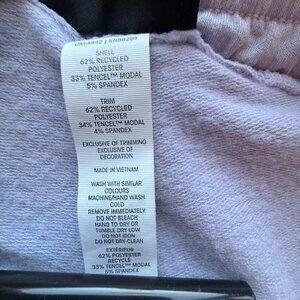 CA14442 | RN58201
SHELL
62% RECYCLED
POLYESTER
33% TENCEL™ MODAL
5% SPANDEX
TRIM
62% RECYCLED
POLYESTER
34% TENCEL™ MODAL
4% SPANDEX
EXCLUSIVE OF TRIMMING
EXCLUSIVE OF
DECORATION
MADE IN VIETNAM
WASH WITH SIMILAR
COLOURS
MACHINE/HAND WASH
COLD
REMOVE IMMEDIATELY
DO NOT BLEACH
HANG TO DRY OR
TUMBLE DRY LOW
DO NOT IRON
DO NOT DRY-CLEAN
EXTÉRIEUR
62% POLYESTER
RECYCLÉ
33% TENCEL™ MODAL
5% SPANDEX